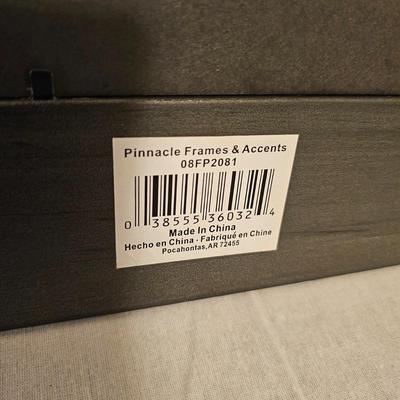 Pinnacle Frames & Accents
08FP2081
0 38555 36032 4
Made In China
Hecho en China - Fabriqué en Chine
Pocahontas,AR 72455